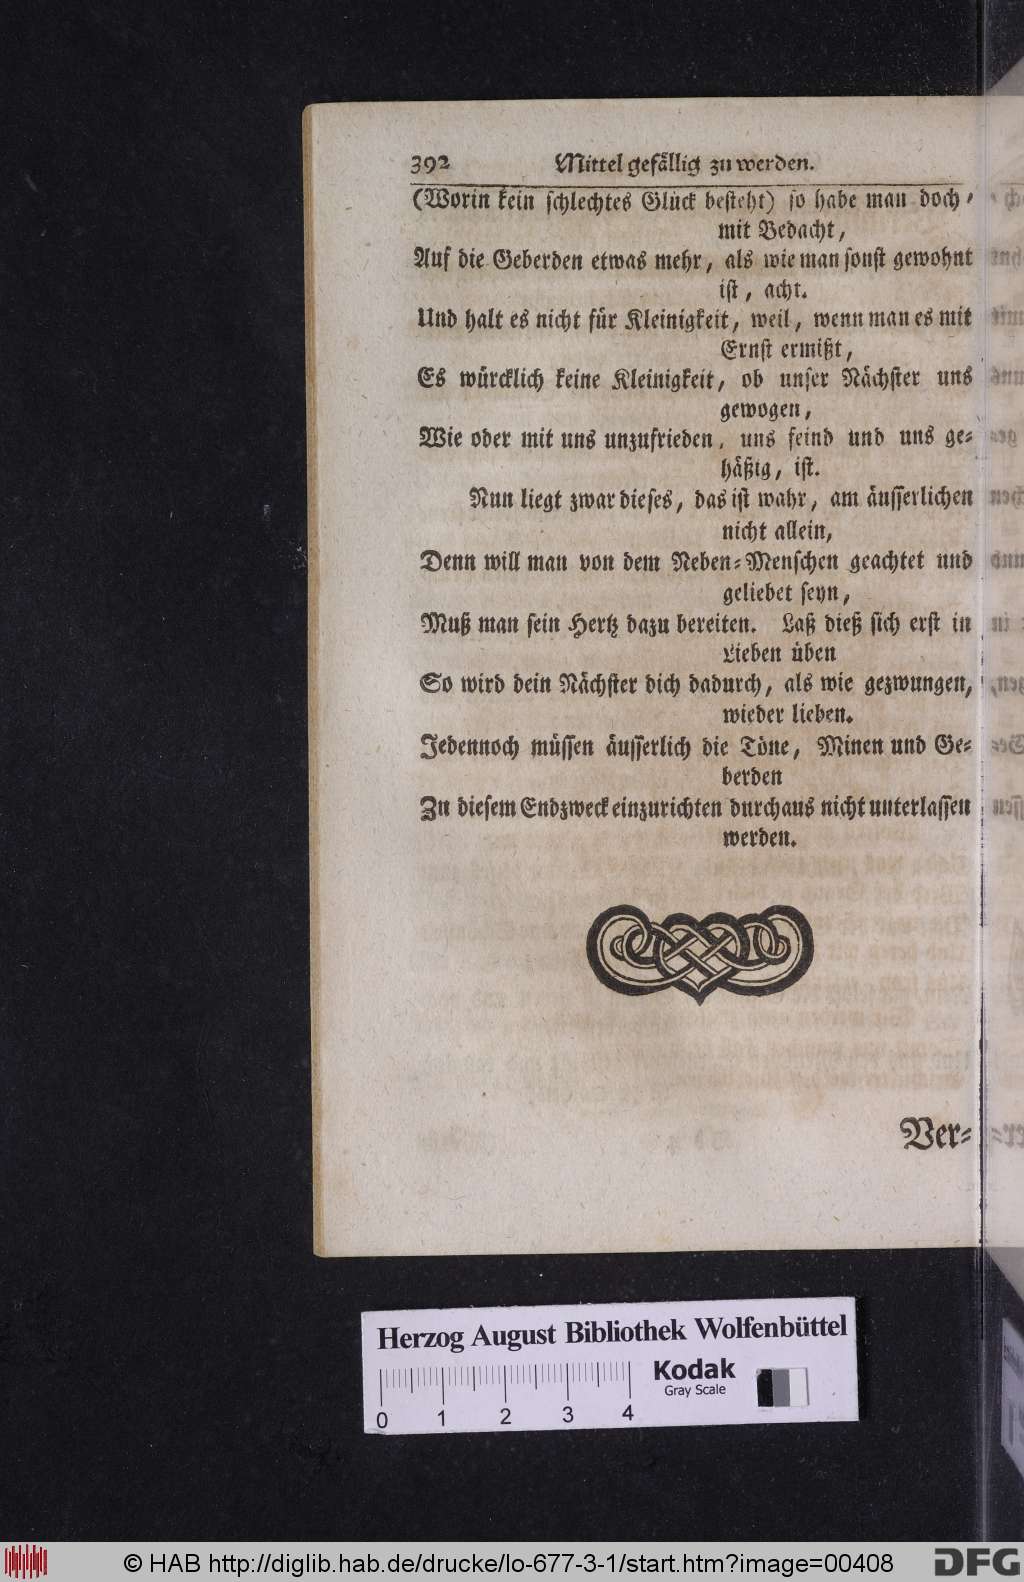 392 Mittel gefällig zu werden.
(Worin kein schlechtes Glück besteht) so habe man doch,
mit Bedacht,
Auf die Geberden etwas mehr, als wie man sonst gewohnt
ist, acht.
Und halt es nicht für Kleinigkeit, weil, wenn man es mit
Ernst ermißt,
Es würcklich keine Kleinigkeit, ob unser Nächster uns
gewogen,
Wie oder mit uns unzufrieden, uns feind und uns ge-
häßig, ist.
Nun liegt zwar dieses, das ist wahr, am äusserlichen
nicht allein,
Denn will man von dem Neben-Menschen geachtet und
geliebet seyn,
Muß man sein Hertz dazu bereiten. Laß dieß sich erst in
Lieben üben
So wird dein Nächster dich dadurch, als wie gezwungen,
wieder lieben.
Jedennoch müssen äusserlich die Töne, Minen und Ge-
berden
Zu diesem Endzweck einzurichten durchaus nicht unterlassen
werden.
Ver-
Herzog August Bibliothek Wolfenbüttel
Kodak
Gray Scale
0 1 2 3 4
© HAB http://diglib.hab.de/drucke/lo-677-3-1/start.htm?image=00408
DFG